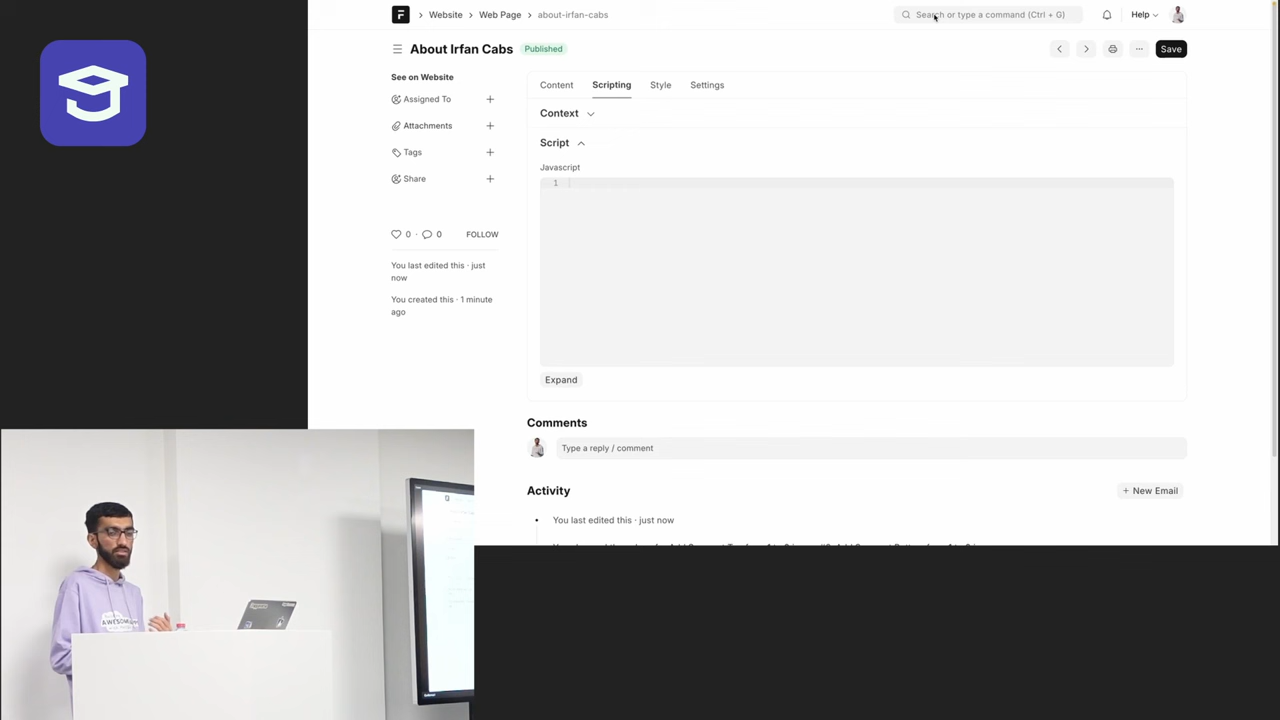 Website
Web Page
about-irfan-cabs
Search or type a command (Ctrl + G)
Help
About Irfan Cabs
Published
Save
See on Website
Assigned To
Attachments
Tags
Share
0 · 0
FOLLOW
You last edited this · just
now
You created this · 1 minute
ago
Content
Scripting
Style
Settings
Context
Script
Javascript
1
Expand
Comments
Type a reply / comment
Activity
New Email
You last edited this · just now
AWESOME